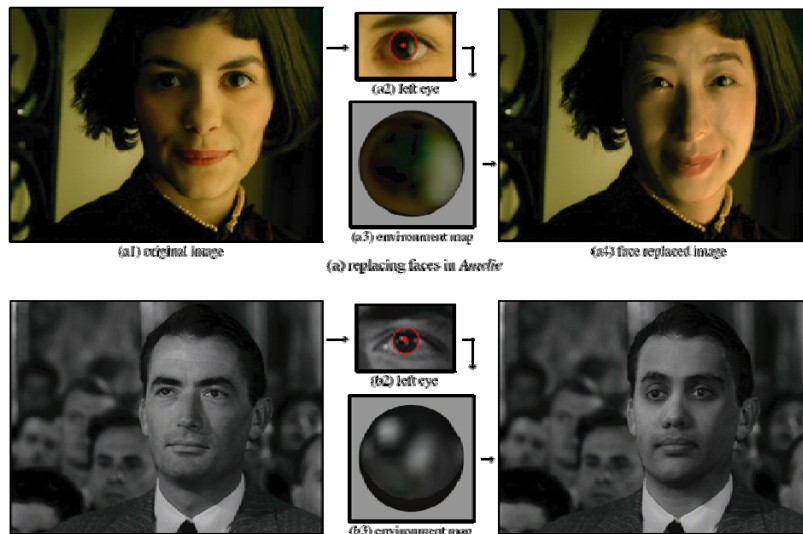 (a2) left eye
(a3) environment map
(a1) original image
(a4) face replaced image
(a) replacing faces in Amelie
(b2) left eye
(b3) environment map